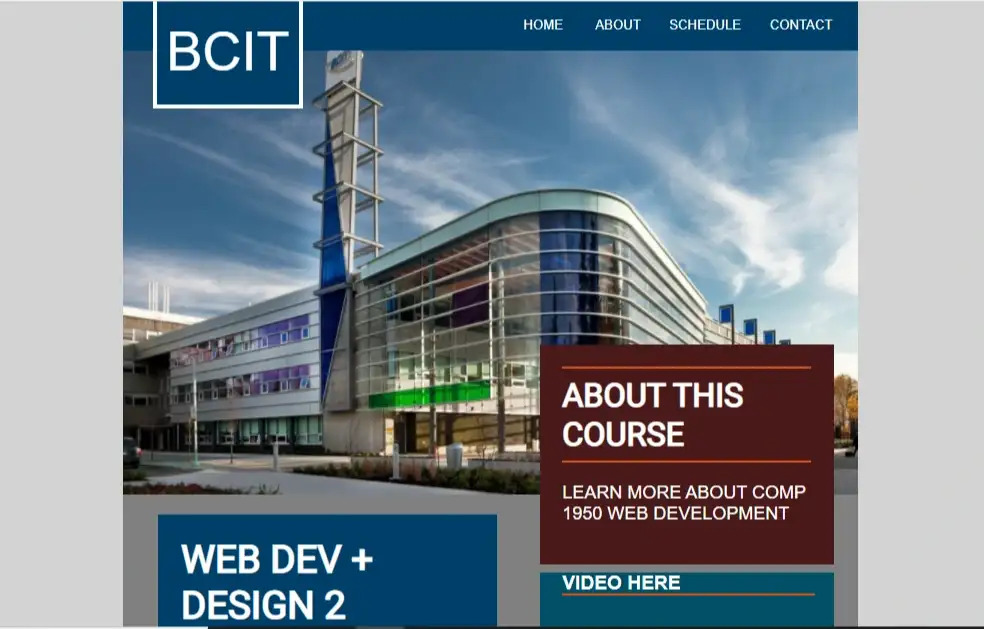 BCIT
HOME ABOUT SCHEDULE CONTACT
ABOUT THIS
COURSE
LEARN MORE ABOUT COMP
1950 WEB DEVELOPMENT
WEB DEV +
DESIGN 2
VIDEO HERE